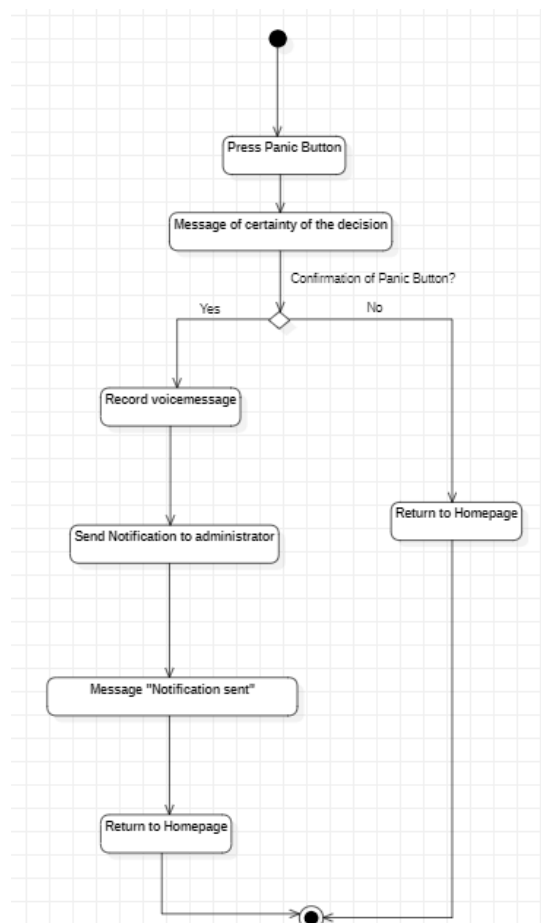 Press Panic Button
Message of certainty of the decision
Confirmation of Panic Button?
Yes
No
Record voicemessage
Return to Homepage
Send Notification to administrator
Message "Notification sent"
Return to Homepage